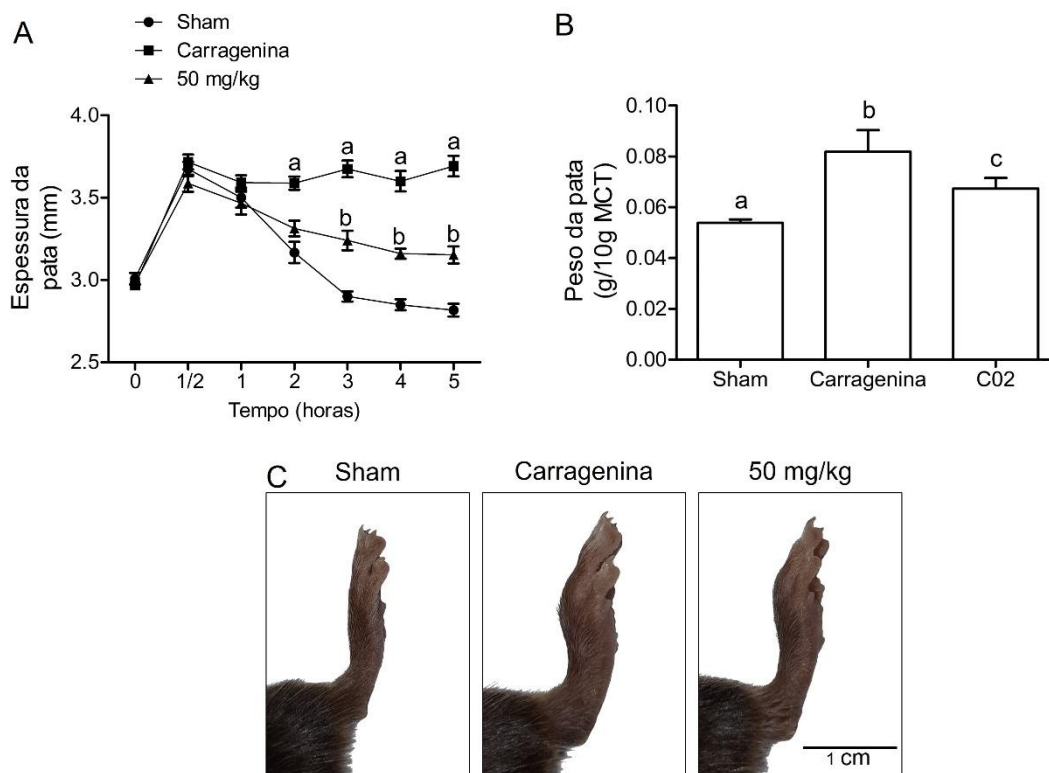 A
Sham
Carragenina
50 mg/kg
Espessura da
pata (mm)
4.0
3.5
3.0
2.5
a a a a
b b b
0 1/2 1 2 3 4 5
Tempo (horas)
B
Peso da pata
(g/10g MCT)
0.10
0.08
0.06
0.04
0.02
0.00
a
b
c
Sham Carragenina C02
C
Sham Carragenina 50 mg/kg
1 cm